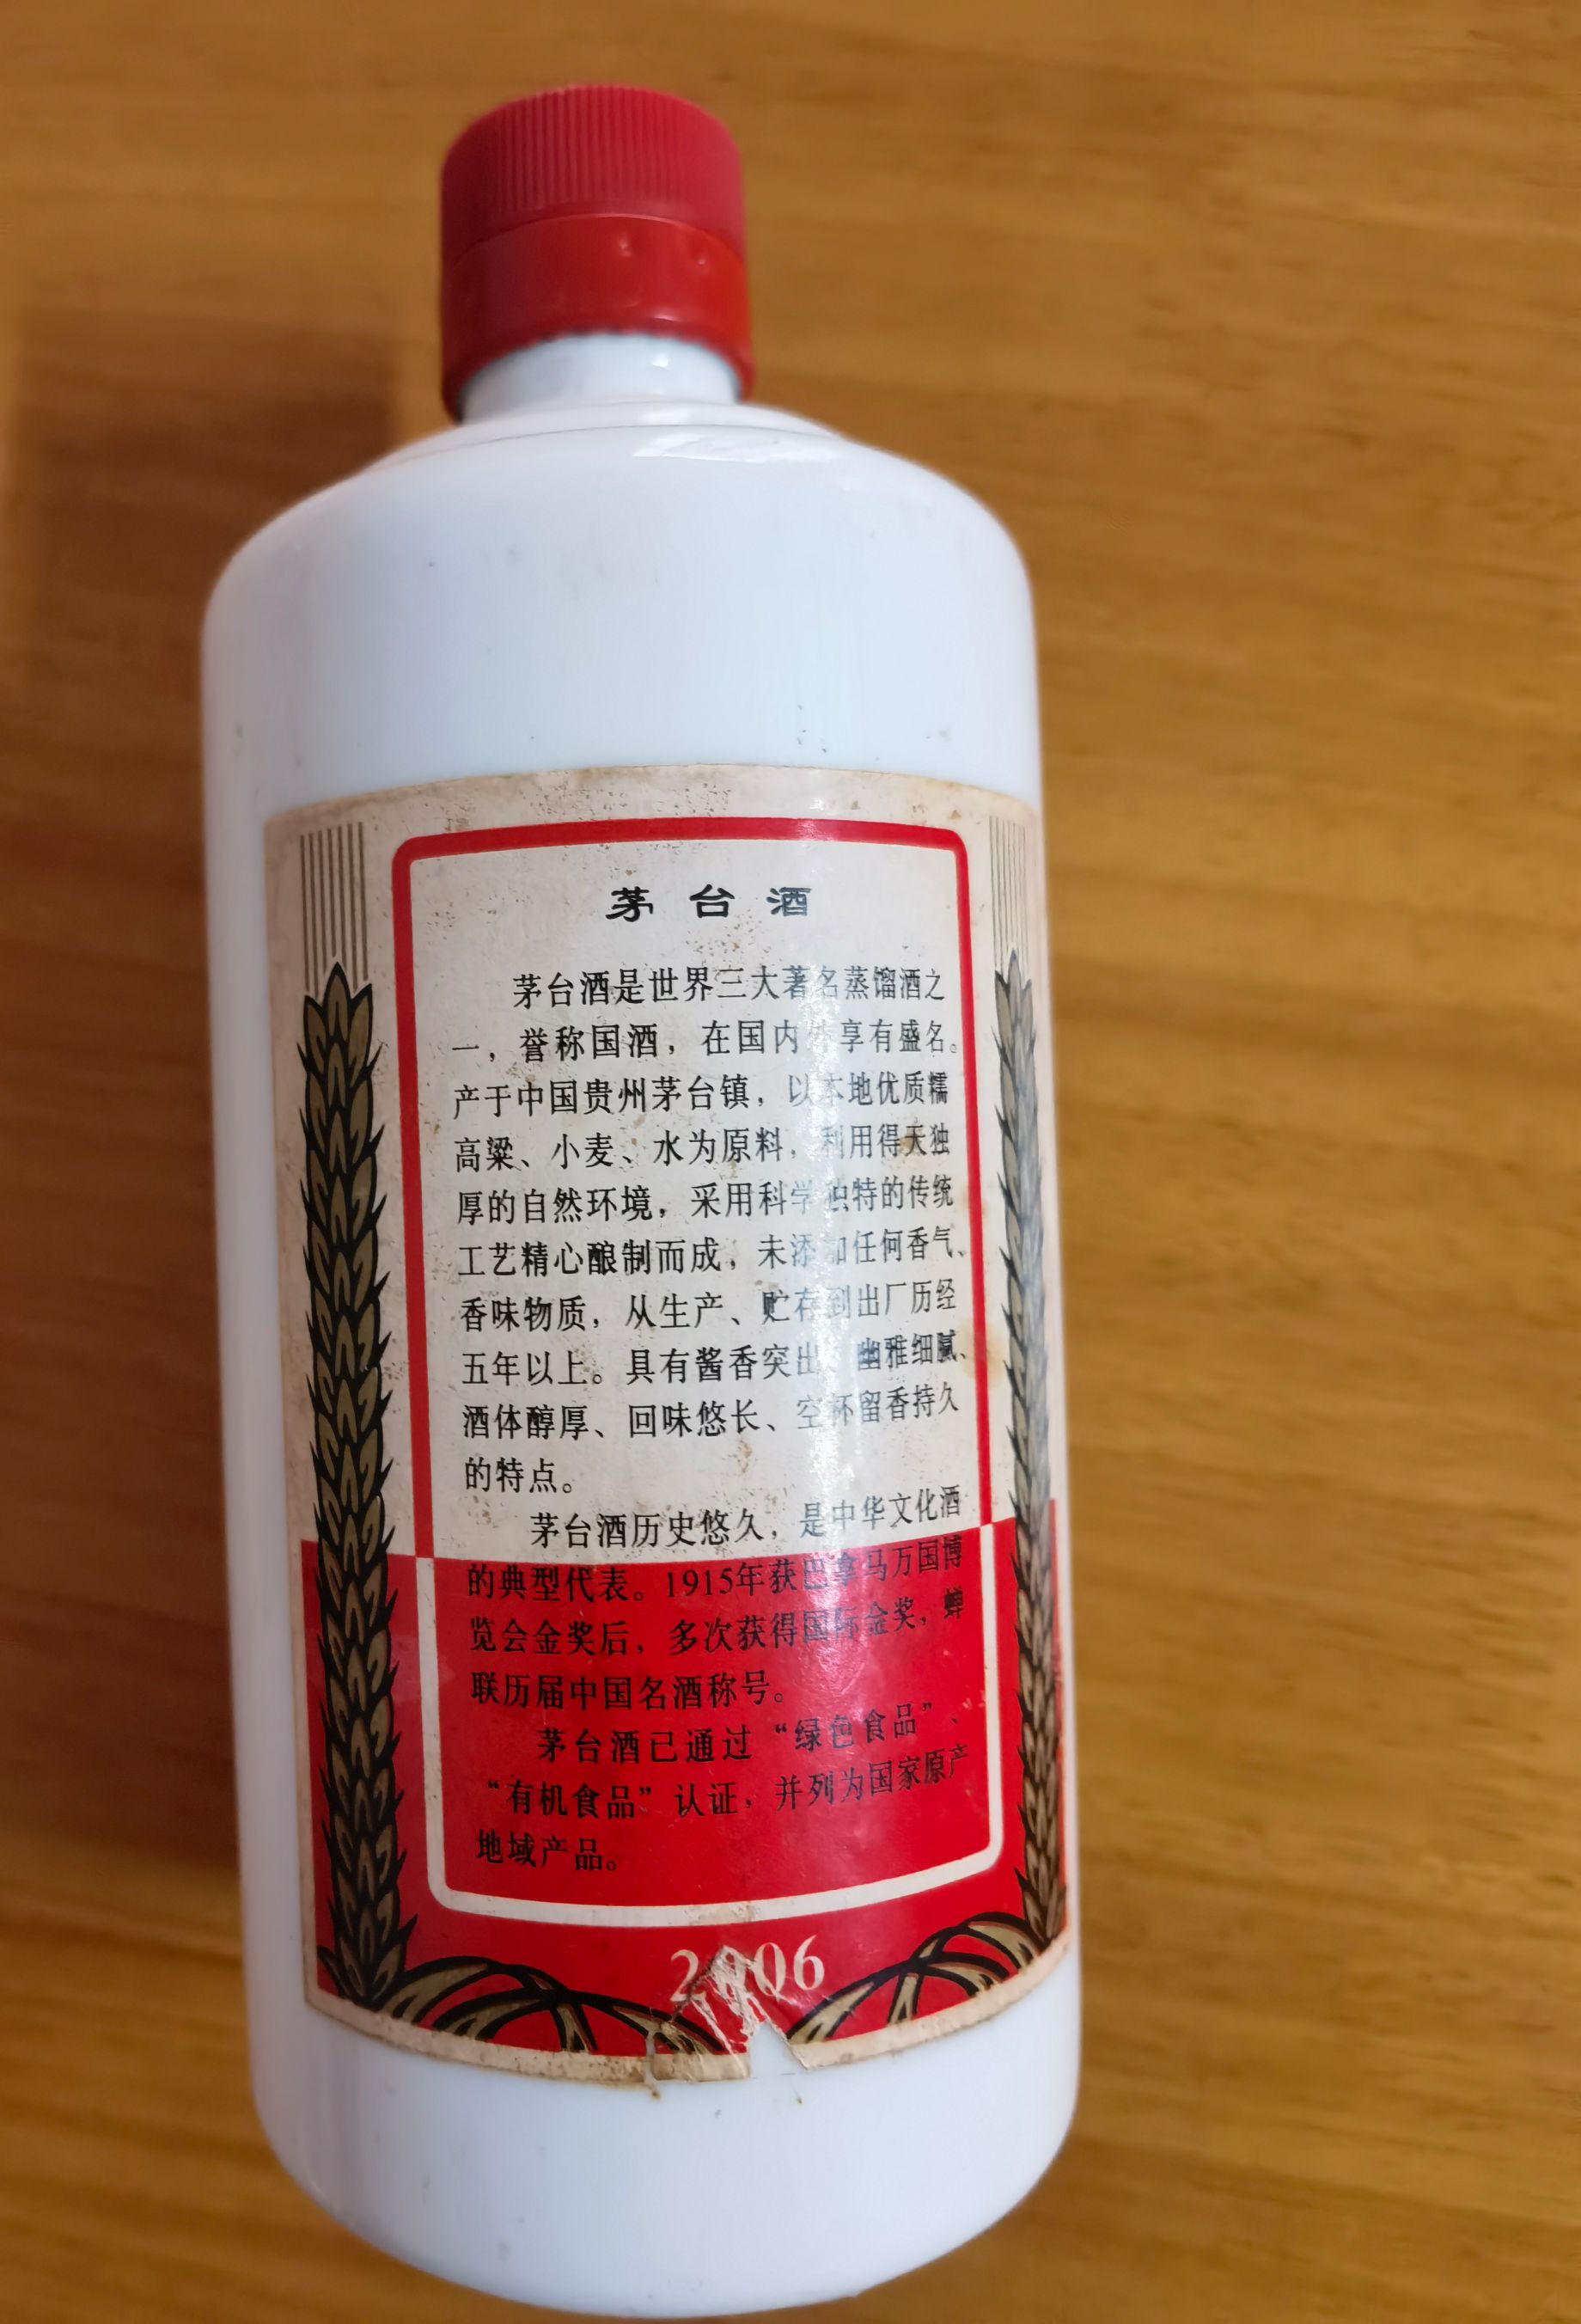 茅台酒
茅台酒是世界三大著名蒸馏酒之
一，誉称国酒，在国内外享有盛名。
产于中国贵州茅台镇，以本地优质糯
高粱、小麦、水为原料，利用得天独
厚的自然环境，采用科学独特的传统
工艺精心酿制而成，未添加任何香气、
香味物质，从生产、贮存到出厂历经
五年以上。具有酱香突出、幽雅细腻、
酒体醇厚、回味悠长、空杯留香持久
的特点。
茅台酒历史悠久，是中华文化酒
的典型代表。1915年获巴拿马万国博
览会金奖后，多次获得国际金奖，蝉
联历届中国名酒称号。
茅台酒已通过“绿色食品”、
“有机食品”认证，并列为国家原产
地域产品。
2006